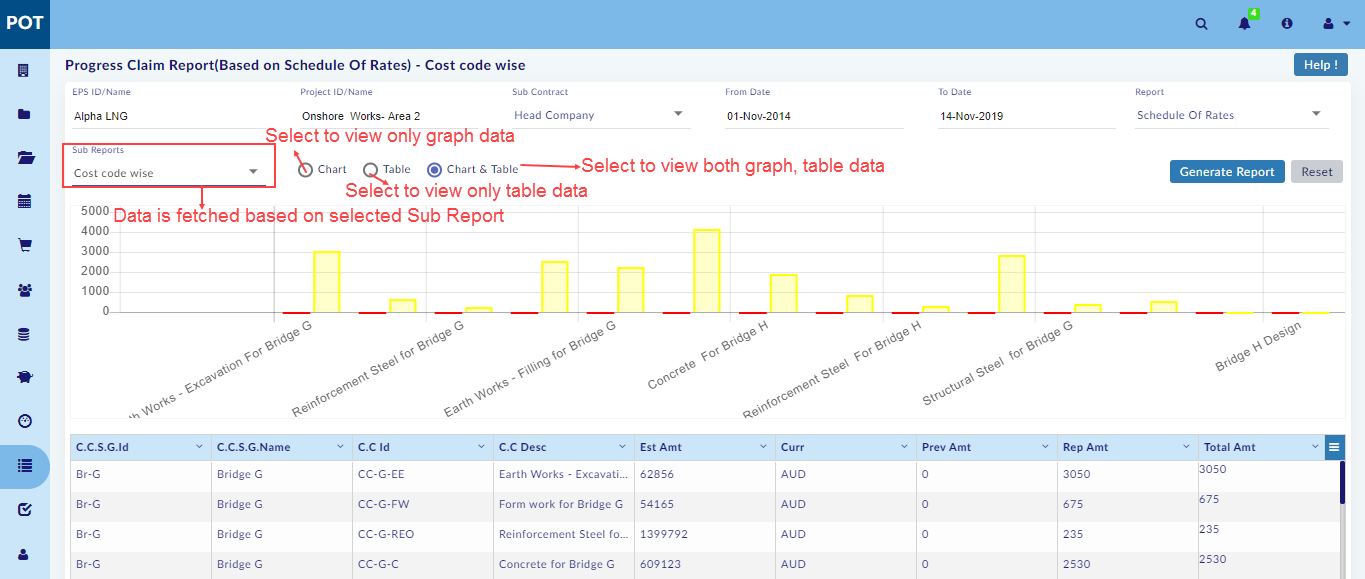 POT
4
Progress Claim Report(Based on Schedule Of Rates) - Cost code wise
Help !
EPS ID/Name Project ID/Name Sub Contract From Date To Date Report
Alpha LNG Onshore Works- Area 2 Head Company 01-Nov-2014 14-Nov-2019 Schedule Of Rates
Select to view only graph data
Sub Reports
Cost code wise
Chart Table Chart & Table
Select to view both graph, table data
Generate Report Reset
Select to view only table data
Data is fetched based on selected Sub Report
5000
4000
3000
2000
1000
0
th Works - Excavation For Bridge G
Reinforcement Steel for Bridge G
Earth Works - Filling for Bridge G
Concrete For Bridge H
Reinforcement Steel For Bridge H
Structural Steel for Bridge G
Bridge H Design
C.C.S.G.Id C.C.S.G.Name C.C Id C.C Desc Est Amt Curr Prev Amt Rep Amt Total Amt
Br-G Bridge G CC-G-EE Earth Works - Excavati... 62856 AUD 0 3050 3050
Br-G Bridge G CC-G-FW Form work for Bridge G 54165 AUD 0 675 675
Br-G Bridge G CC-G-REO Reinforcement Steel fo... 1399792 AUD 0 235 235
Br-G Bridge G CC-G-C Concrete for Bridge G 609123 AUD 0 2530 2530